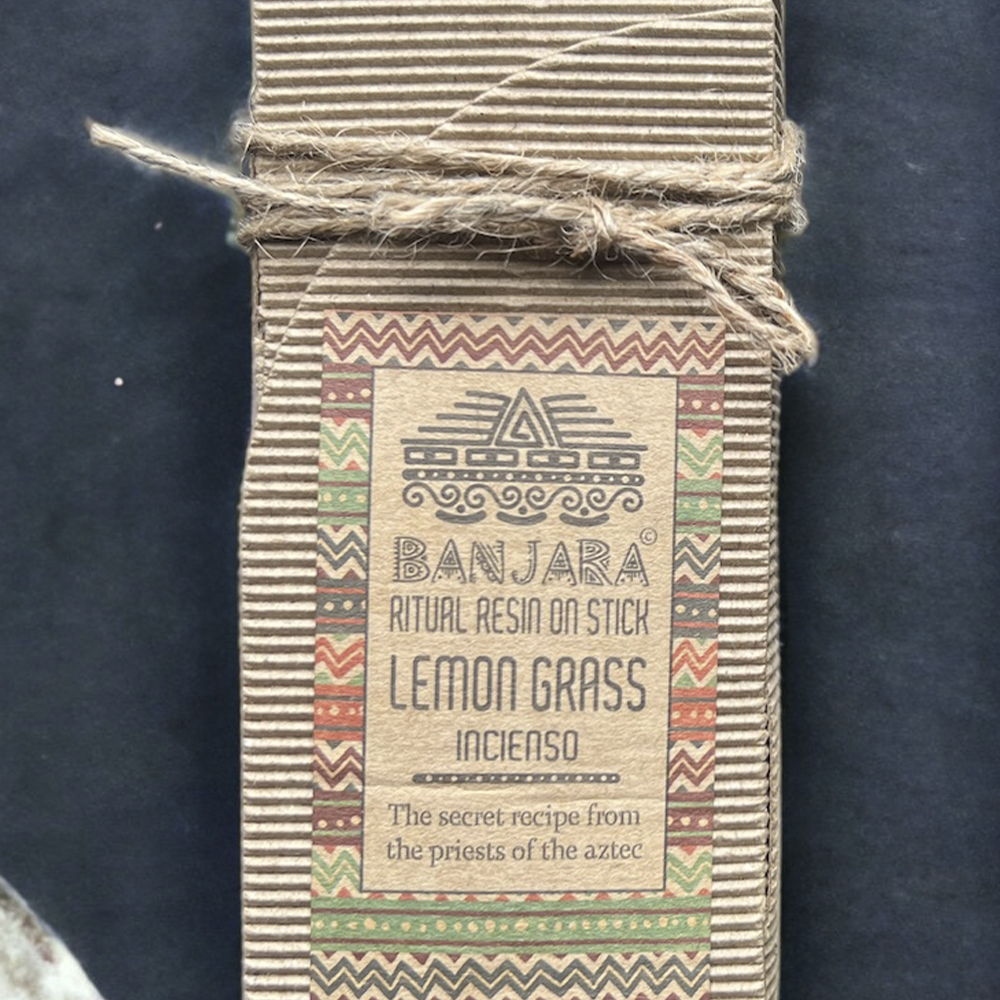 BANJARA©
RITUAL RESIN ON STICK
LEMON GRASS
INCIENSO
The secret recipe from
the priests of the aztec